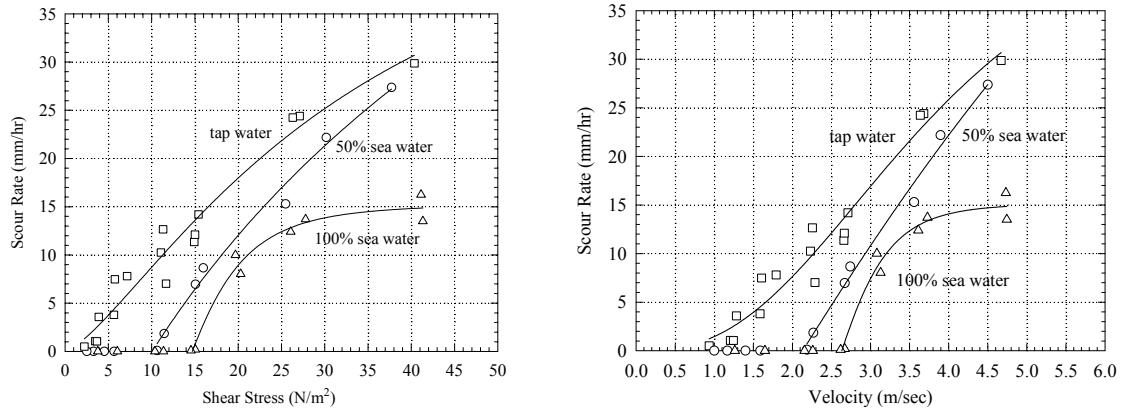 35
30
25
20
15
10
5
0
Scour Rate (mm/hr)
tap water
50% sea water
100% sea water
0 5 10 15 20 25 30 35 40 45 50
Shear Stress (N/m²)
35
30
25
20
15
10
5
0
Scour Rate (mm/hr)
tap water
50% sea water
100% sea water
0.0 0.5 1.0 1.5 2.0 2.5 3.0 3.5 4.0 4.5 5.0 5.5 6.0
Velocity (m/sec)